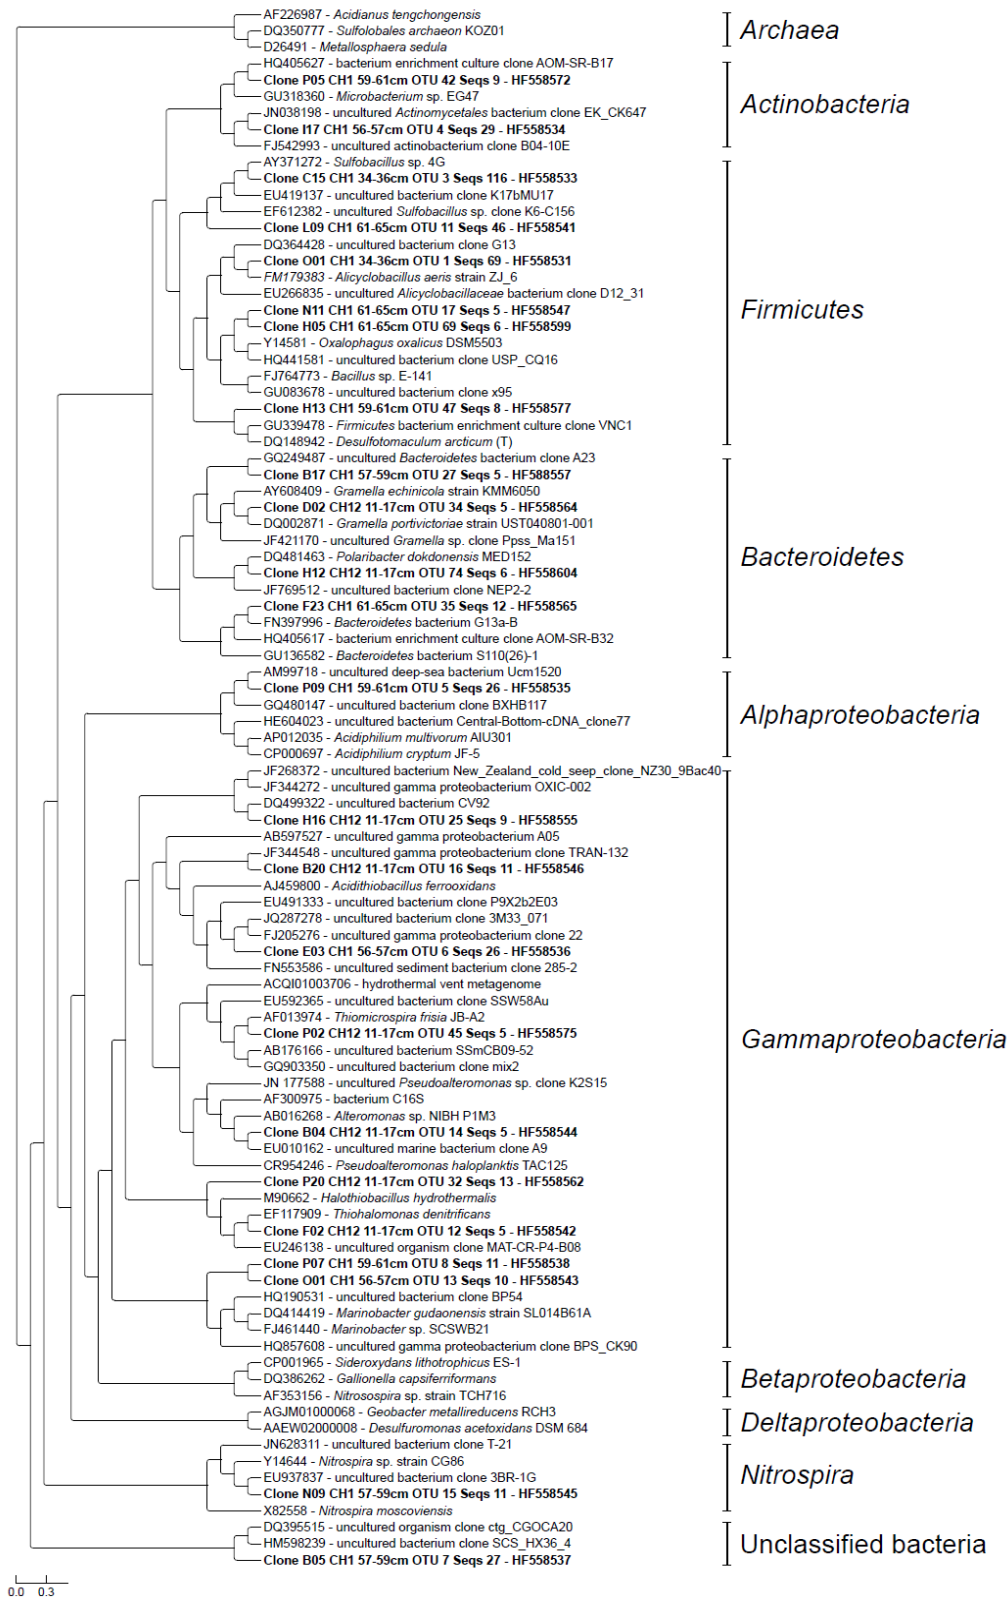 AF226987 - Acidianus tengchongensis
DQ350777 - Sulfolobales archaeon KOZ01
D26491 - Metallosphaera sedula
Archaea
HQ405627 - bacterium enrichment culture clone AOM-SR-B17
Clone P05 CH1 59-61cm OTU 42 Seqs 9 - HF558572
GU318360 - Microbacterium sp. EG47
JN038198 - uncultured Actinomycetales bacterium clone EK_CK647
Clone I17 CH1 56-57cm OTU 4 Seqs 29 - HF558534
FJ542993 - uncultured actinobacterium clone B04-10E
Actinobacteria
AY371272 - Sulfobacillus sp. 4G
Clone C15 CH1 34-36cm OTU 3 Seqs 116 - HF558533
EU419137 - uncultured bacterium clone K17bMU17
EF612382 - uncultured Sulfobacillus sp. clone K6-C156
Clone L09 CH1 61-65cm OTU 11 Seqs 46 - HF558541
DQ364428 - uncultured bacterium clone G13
Clone O01 CH1 34-36cm OTU 1 Seqs 69 - HF558531
FM179383 - Alicyclobacillus aeris strain ZJ_6
EU266835 - uncultured Alicyclobacillaceae bacterium clone D12_31
Clone N11 CH1 61-65cm OTU 17 Seqs 5 - HF558547
Clone H05 CH1 61-65cm OTU 69 Seqs 6 - HF558599
Y14581 - Oxalophagus oxalicus DSM5503
HQ441581 - uncultured bacterium clone USP_CQ16
FJ764773 - Bacillus sp. E-141
GU083678 - uncultured bacterium clone x95
Clone H13 CH1 59-61cm OTU 47 Seqs 8 - HF558577
GU339478 - Firmicutes bacterium enrichment culture clone VNC1
DQ148942 - Desulfotomaculum arcticum (T)
Firmicutes
GQ249487 - uncultured Bacteroidetes bacterium clone A23
Clone B17 CH1 57-59cm OTU 27 Seqs 5 - HF588557
AY608409 - Gramella echinicola strain KMM6050
Clone D02 CH12 11-17cm OTU 34 Seqs 5 - HF558564
DQ002871 - Gramella portivictoriae strain UST040801-001
JF421170 - uncultured Gramella sp. clone Ppss_Ma151
DQ481463 - Polaribacter dokdonensis MED152
Clone H12 CH12 11-17cm OTU 74 Seqs 6 - HF558604
JF769512 - uncultured bacterium clone NEP2-2
Clone F23 CH1 61-65cm OTU 35 Seqs 12 - HF558565
FN397996 - Bacteroidetes bacterium G13a-B
HQ405617 - bacterium enrichment culture clone AOM-SR-B32
GU136582 - Bacteroidetes bacterium S110(26)-1
Bacteroidetes
AM99718 - uncultured deep-sea bacterium Ucm1520
Clone P09 CH1 59-61cm OTU 5 Seqs 26 - HF558535
GQ480147 - uncultured bacterium clone BXHB117
HE604023 - uncultured bacterium Central-Bottom-cDNA_clone77
AP012035 - Acidiphilium multivorum AIU301
CP000697 - Acidiphilium cryptum JF-5
Alphaproteobacteria
JF268372 - uncultured bacterium New_Zealand_cold_seep_clone_NZ30_9Bac40
JF344272 - uncultured gamma proteobacterium OXIC-002
DQ499322 - uncultured bacterium CV92
Clone H16 CH12 11-17cm OTU 25 Seqs 9 - HF558555
AB597527 - uncultured gamma proteobacterium A05
JF344548 - uncultured gamma proteobacterium clone TRAN-132
Clone B20 CH12 11-17cm OTU 16 Seqs 11 - HF558546
AJ459800 - Acidithiobacillus ferrooxidans
EU491333 - uncultured bacterium clone P9X2b2E03
JQ287278 - uncultured bacterium clone 3M33_071
FJ205276 - uncultured gamma proteobacterium clone 22
Clone E03 CH1 56-57cm OTU 6 Seqs 26 - HF558536
FN553586 - uncultured sediment bacterium clone 285-2
ACQI01003706 - hydrothermal vent metagenome
EU592365 - uncultured bacterium clone SSW58Au
AF013974 - Thiomicrospira frisia JB-A2
Clone P02 CH12 11-17cm OTU 45 Seqs 5 - HF558575
AB176166 - uncultured bacterium SSmCB09-52
GQ903350 - uncultured bacterium clone mix2
JN 177588 - uncultured Pseudoalteromonas sp. clone K2S15
AF300975 - bacterium C16S
AB016268 - Alteromonas sp. NIBH P1M3
Clone B04 CH12 11-17cm OTU 14 Seqs 5 - HF558544
EU010162 - uncultured marine bacterium clone A9
CR954246 - Pseudoalteromonas haloplanktis TAC125
Clone P20 CH12 11-17cm OTU 32 Seqs 13 - HF558562
M90662 - Halothiobacillus hydrothermalis
EF117909 - Thiohalomonas denitrificans
Clone F02 CH12 11-17cm OTU 12 Seqs 5 - HF558542
EU246138 - uncultured organism clone MAT-CR-P4-B08
Clone P07 CH1 59-61cm OTU 8 Seqs 11 - HF558538
Clone O01 CH1 56-57cm OTU 13 Seqs 10 - HF558543
HQ190531 - uncultured bacterium clone BP54
DQ414419 - Marinobacter gudaonensis strain SL014B61A
FJ461440 - Marinobacter sp. SCSWB21
HQ857608 - uncultured gamma proteobacterium clone BPS_CK90
Gammaproteobacteria
CP001965 - Sideroxydans lithotrophicus ES-1
DQ386262 - Gallionella capsiferriformans
AF353156 - Nitrosospira sp. strain TCH716
Betaproteobacteria
AGJM01000068 - Geobacter metallireducens RCH3
AAEW02000008 - Desulfuromonas acetoxidans DSM 684
Deltaproteobacteria
JN628311 - uncultured bacterium clone T-21
Y14644 - Nitrospira sp. strain CG86
EU937837 - uncultured bacterium clone 3BR-1G
Clone N09 CH1 57-59cm OTU 15 Seqs 11 - HF558545
X82558 - Nitrospira moscoviensis
Nitrospira
DQ395515 - uncultured organism clone ctg_CGOCA20
HM598239 - uncultured bacterium clone SCS_HX36_4
Clone B05 CH1 57-59cm OTU 7 Seqs 27 - HF558537
Unclassified bacteria
0.0 0.3